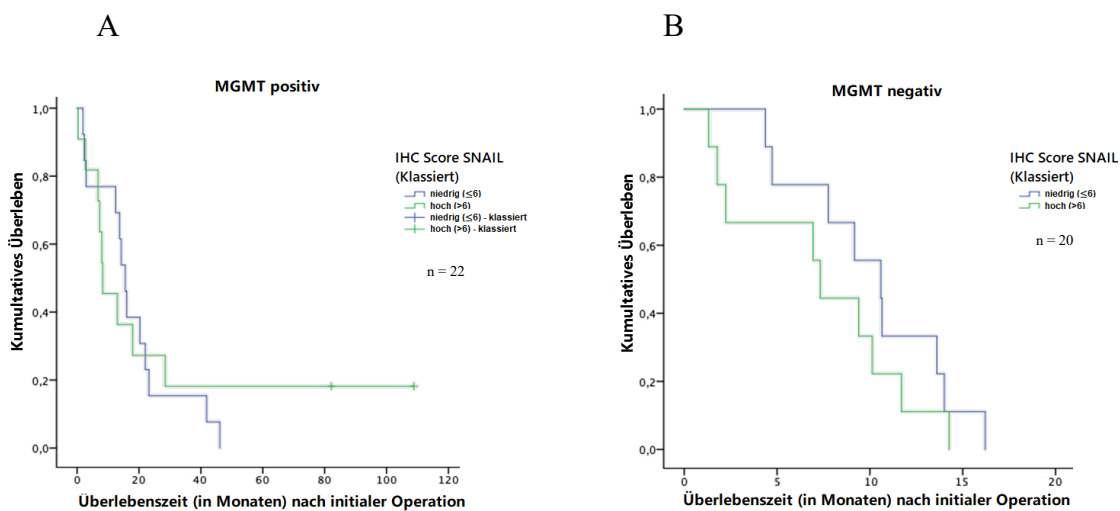 A
MGMT positiv
1,0
0,8
0,6
0,4
0,2
0,0
Kumultatives Überleben
0
20
40
60
80
100
120
Überlebenszeit (in Monaten) nach initialer Operation
IHC Score SNAIL
(Klassiert)
niedrig (≤6)
hoch (>6)
niedrig (≤6) - klassiert
hoch (>6) - klassiert
n = 22
B
MGMT negativ
1,0
0,8
0,6
0,4
0,2
0,0
Kumultatives Überleben
0
5
10
15
20
Überlebenszeit (in Monaten) nach initialer Operation
IHC Score SNAIL
(Klassiert)
niedrig (≤6)
hoch (>6)
n = 20